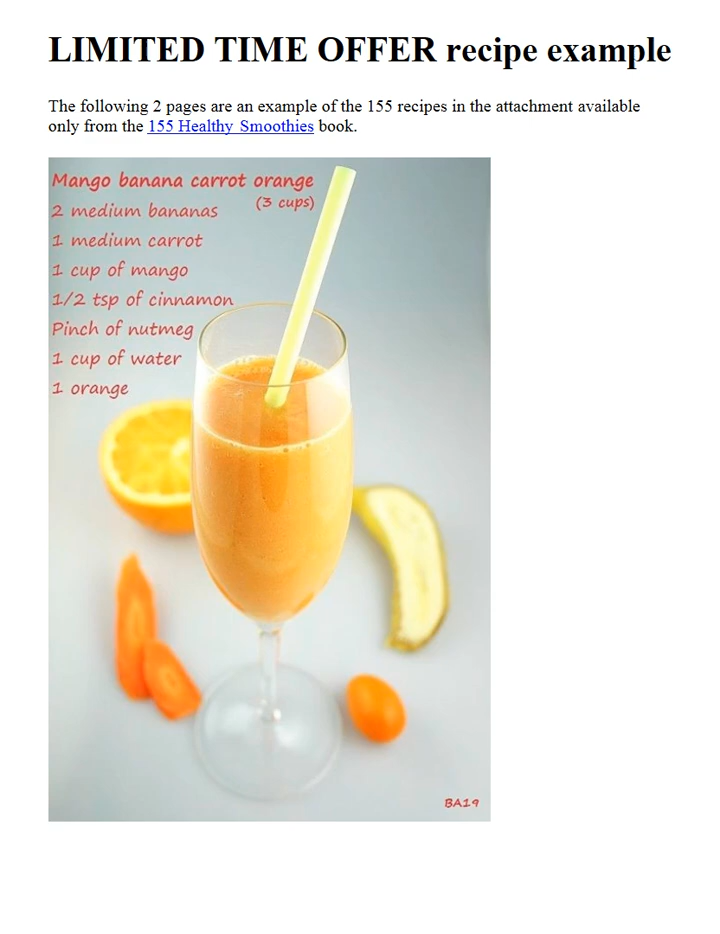 LIMITED TIME OFFER recipe example
The following 2 pages are an example of the 155 recipes in the attachment available
only from the 155 Healthy Smoothies book.
Mango banana carrot orange
(3 cups)
2 medium bananas
1 medium carrot
1 cup of mango
1/2 tsp of cinnamon
Pinch of nutmeg
1 cup of water
1 orange
BA19